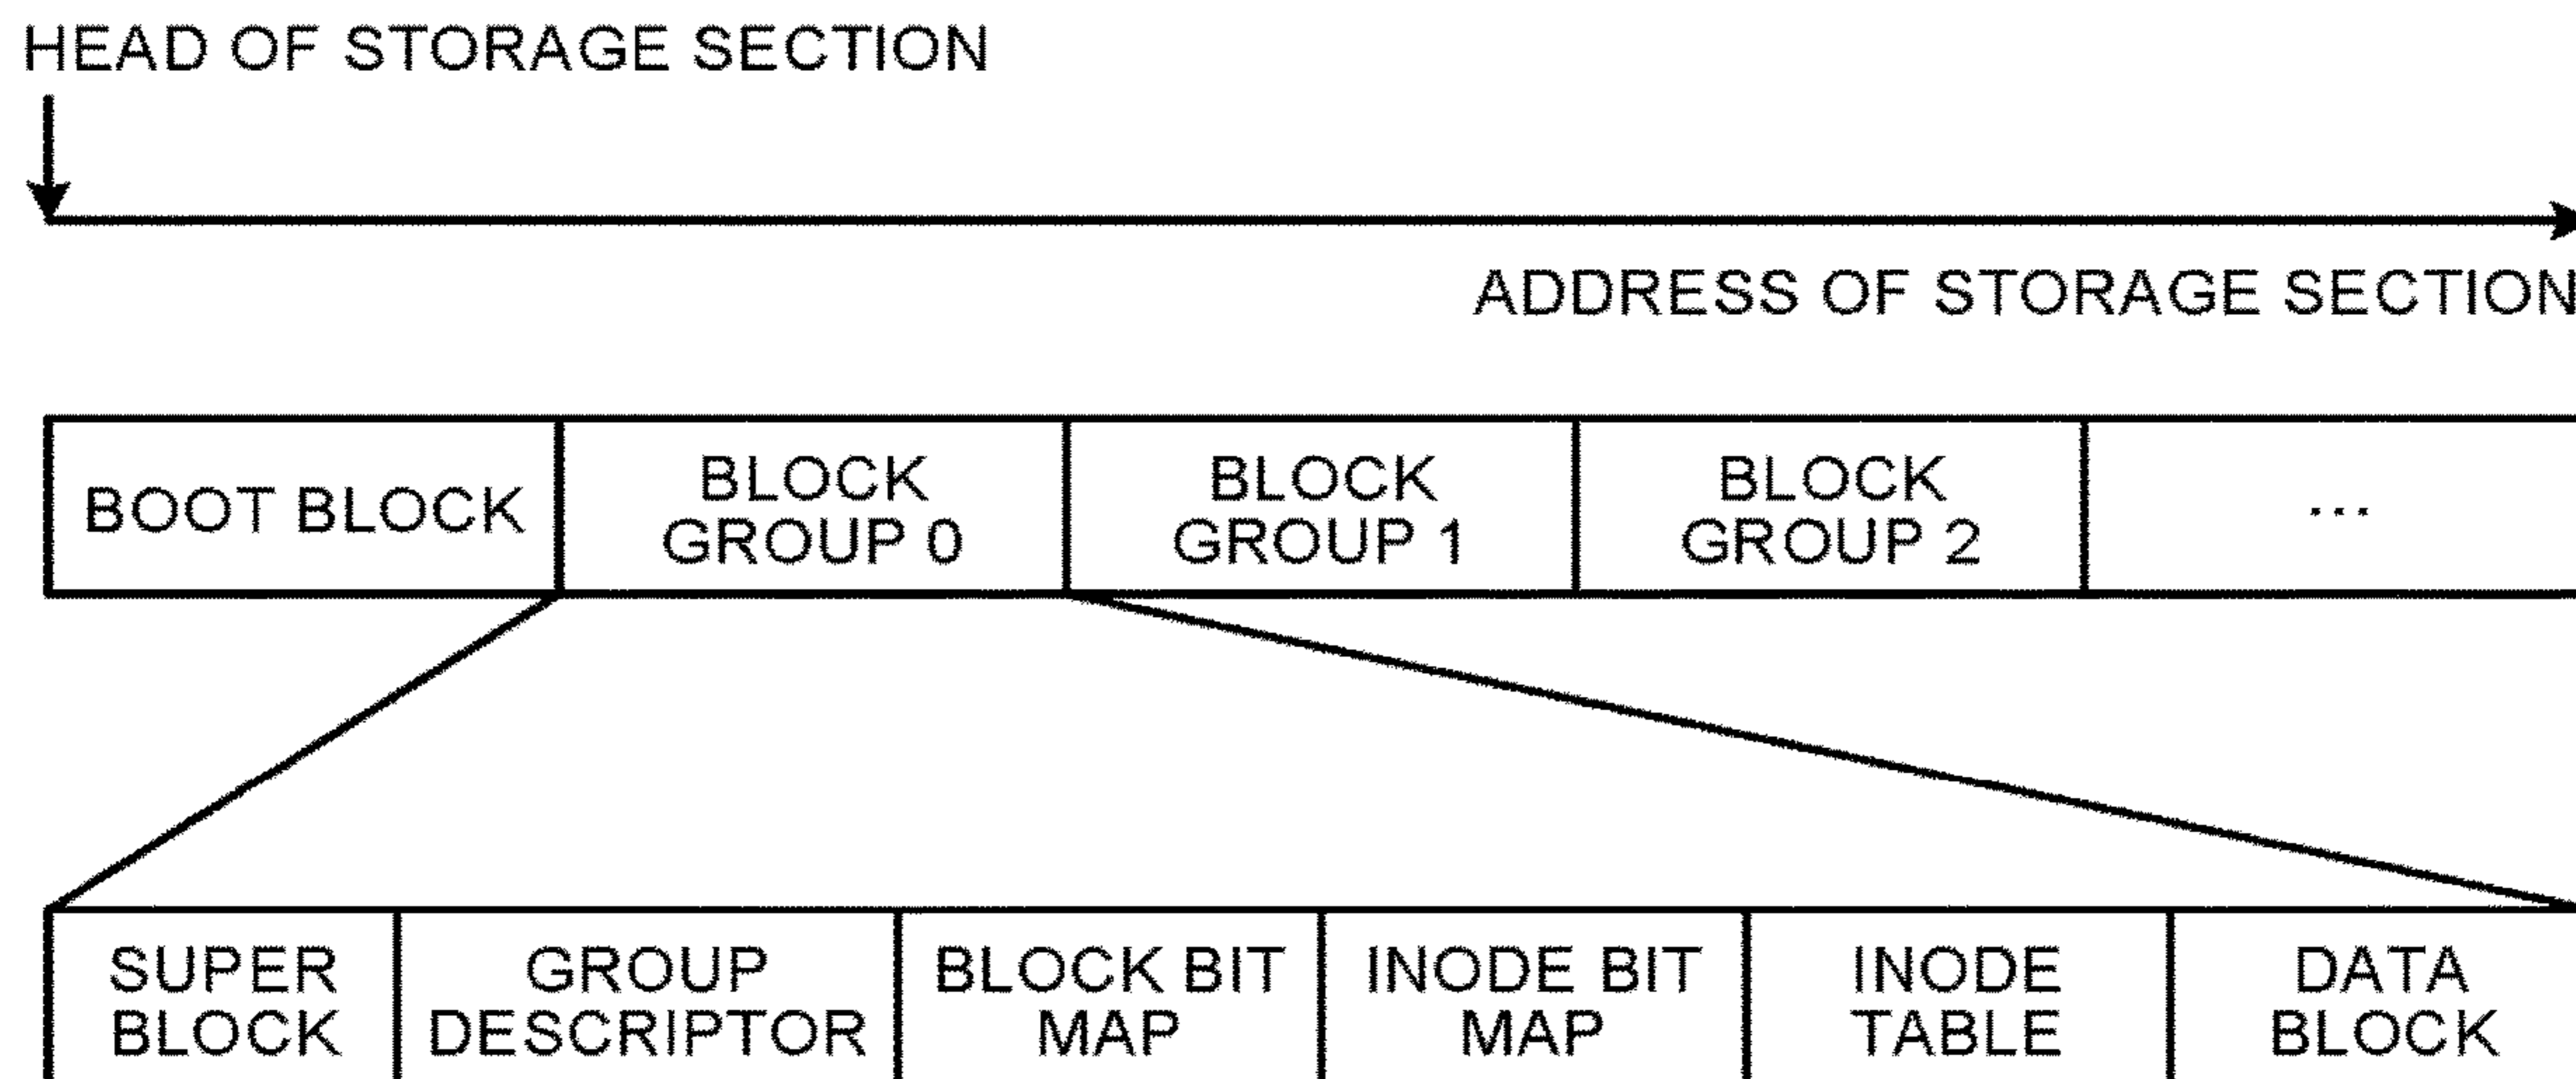 HEAD OF STORAGE SECTION
ADDRESS OF STORAGE SECTION
BOOT BLOCK
BLOCK
GROUP 0
BLOCK
GROUP 1
BLOCK
GROUP 2
...
SUPER
BLOCK
GROUP
DESCRIPTOR
BLOCK BIT
MAP
INODE BIT
MAP
INODE
TABLE
DATA
BLOCK